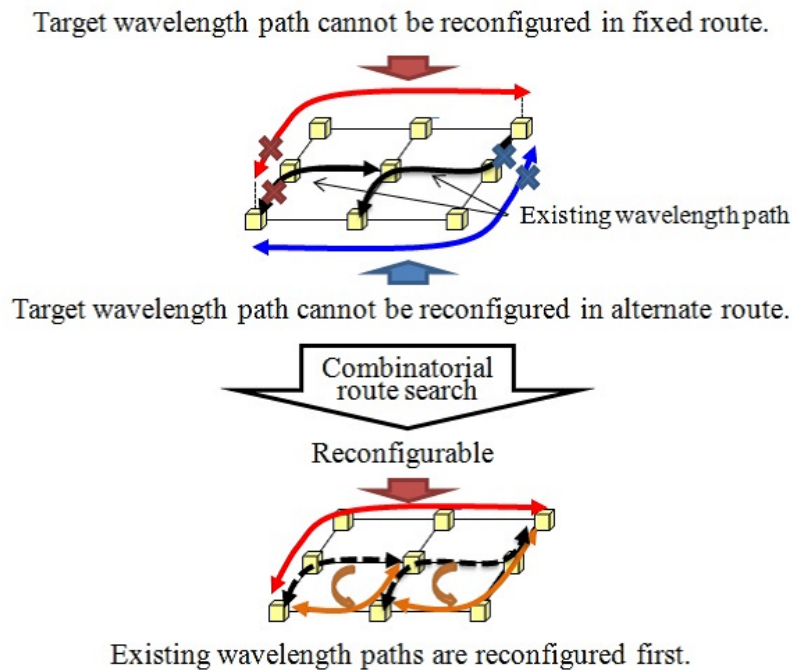 Target wavelength path cannot be reconfigured in fixed route.
Existing wavelength path
Target wavelength path cannot be reconfigured in alternate route.
Combinatorial
route search
Reconfigurable
Existing wavelength paths are reconfigured first.